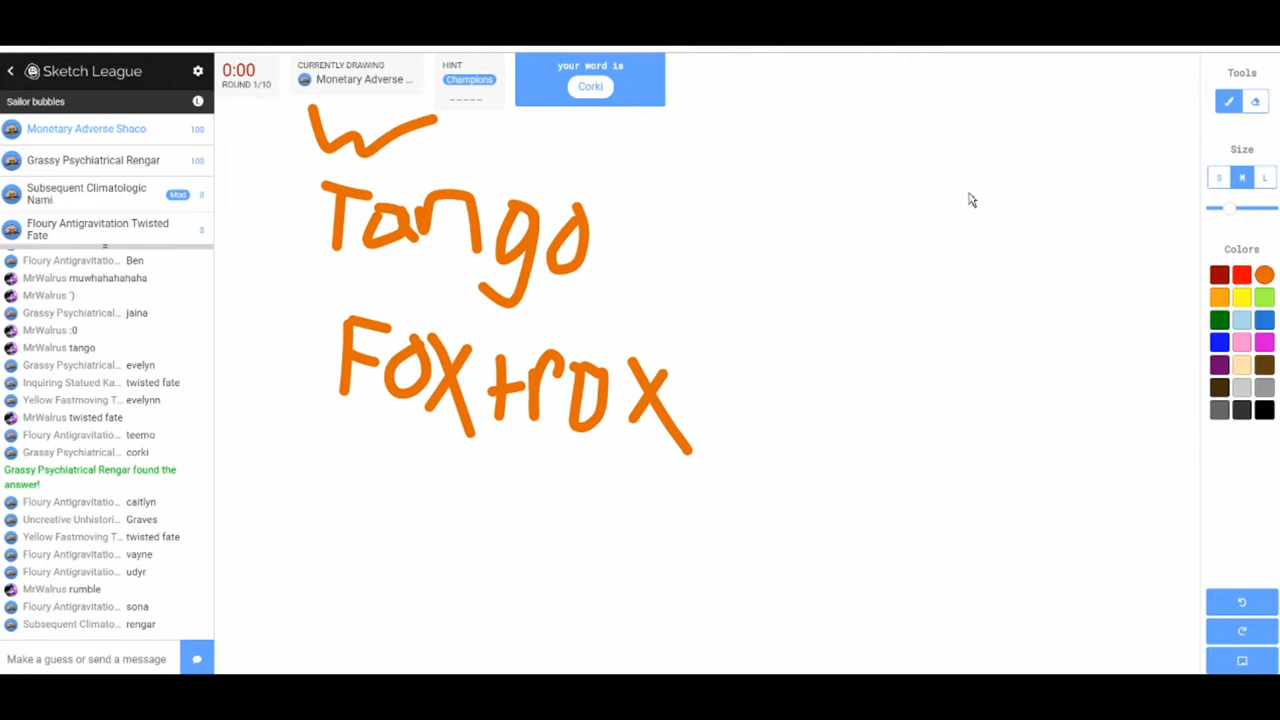 Sketch League
Sailor bubbles
L
Monetary Adverse Shaco 100
Grassy Psychiatrical Rengar 100
Subsequent Climatologic
Nami
Mod 0
Floury Antigravitation Twisted
Fate
0
Floury Antigravitatio... Ben
MrWalrus muwhahahahaha
MrWalrus ')
Grassy Psychiatrical... jaina
MrWalrus :0
MrWalrus tango
Grassy Psychiatrical... evelyn
Inquiring Statued Ka... twisted fate
Yellow Fastmoving T... evelynn
MrWalrus twisted fate
Floury Antigravitatio... teemo
Grassy Psychiatrical... corki
Grassy Psychiatrical Rengar found the
answer!
Floury Antigravitatio... caitlyn
Uncreative Unhistori... Graves
Yellow Fastmoving T... twisted fate
Floury Antigravitatio... vayne
Floury Antigravitatio... udyr
MrWalrus rumble
Floury Antigravitatio... sona
Subsequent Climato... rengar
Make a guess or send a message
0:00
ROUND 1/10
CURRENTLY DRAWING
Monetary Adverse ...
HINT
Champions
_____
your word is
Corki
W
Tango
Foxtrox
Tools
Size
S M L
Colors